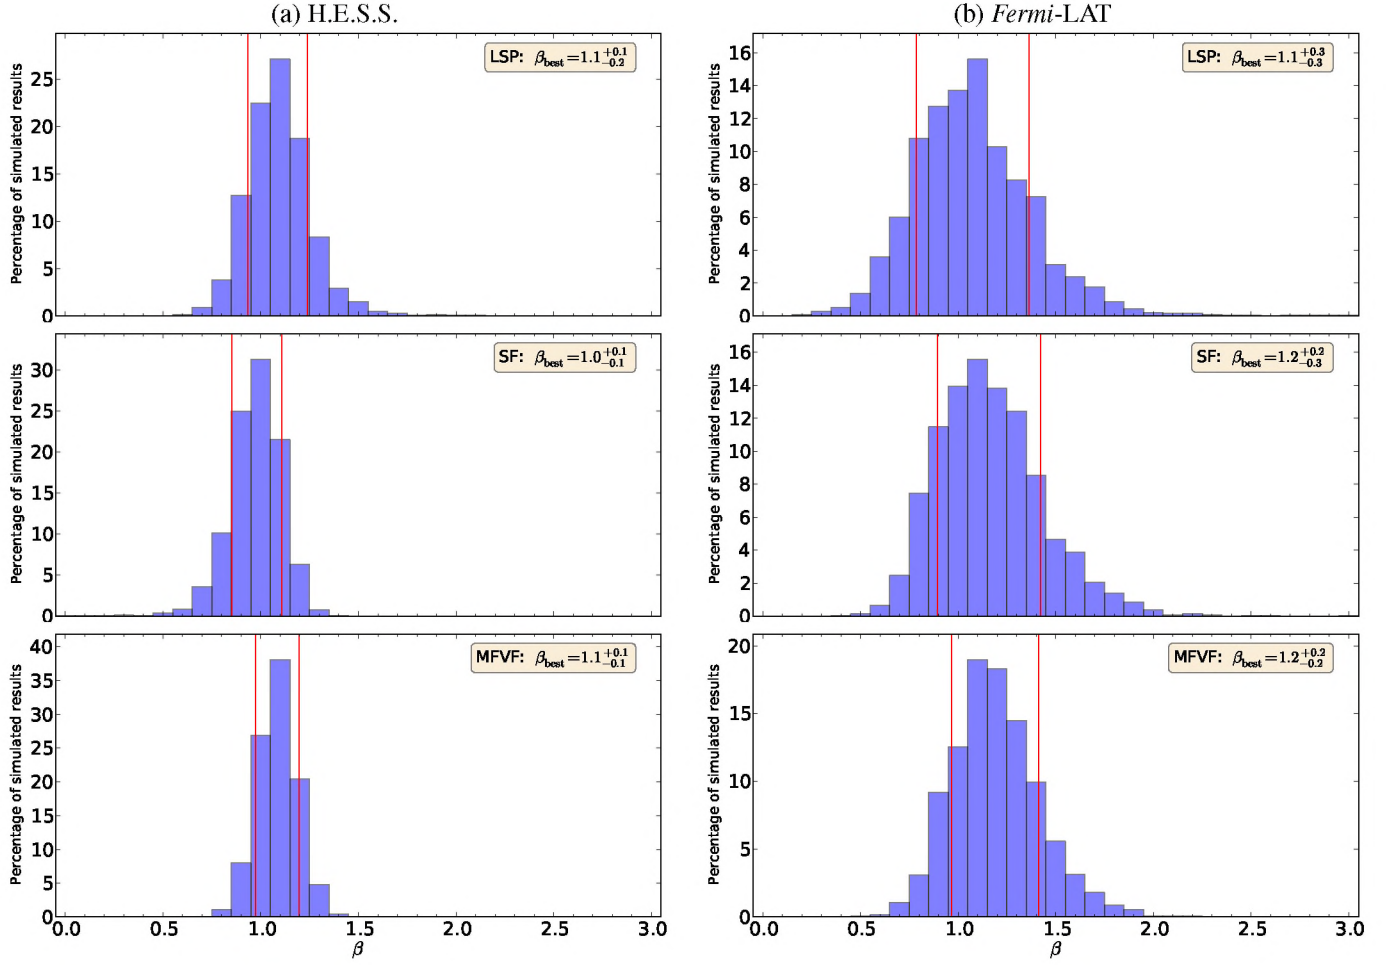 (a) H.E.S.S.
(b) Fermi-LAT
Percentage of simulated results
25
20
15
10
5
0
LSP: β_best=1.1^{+0.1}_{-0.2}
Percentage of simulated results
16
14
12
10
8
6
4
2
0
LSP: β_best=1.1^{+0.3}_{-0.3}
Percentage of simulated results
30
25
20
15
10
5
0
SF: β_best=1.0^{+0.1}_{-0.1}
Percentage of simulated results
16
14
12
10
8
6
4
2
0
SF: β_best=1.2^{+0.2}_{-0.3}
Percentage of simulated results
40
35
30
25
20
15
10
5
0
MFVF: β_best=1.1^{+0.1}_{-0.1}
0.0 0.5 1.0 1.5 2.0 2.5 3.0
β
Percentage of simulated results
20
15
10
5
0
MFVF: β_best=1.2^{+0.2}_{-0.2}
0.0 0.5 1.0 1.5 2.0 2.5 3.0
β